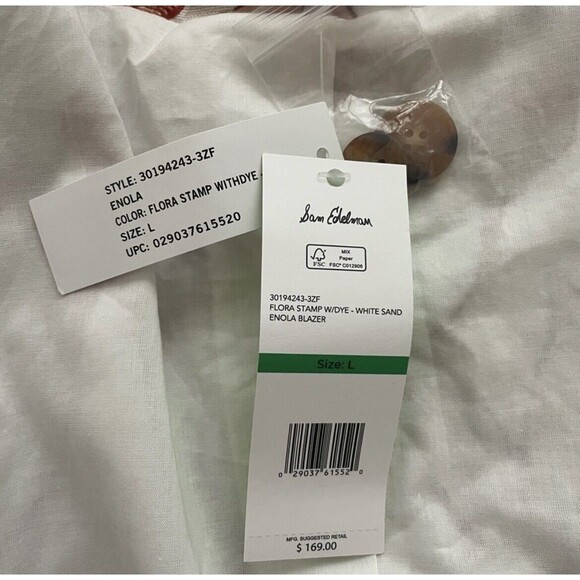 STYLE: 30194243-3ZF
ENOLA
COLOR: FLORA STAMP WITHDYE -
SIZE: L
UPC: 029037615520
Sam Edelman
FSC
MIX
Paper
FSC® C012906
30194243-3ZF
FLORA STAMP W/DYE - WHITE SAND
ENOLA BLAZER
Size: L
0 29037 61552 0
MFG. SUGGESTED RETAIL
$ 169.00